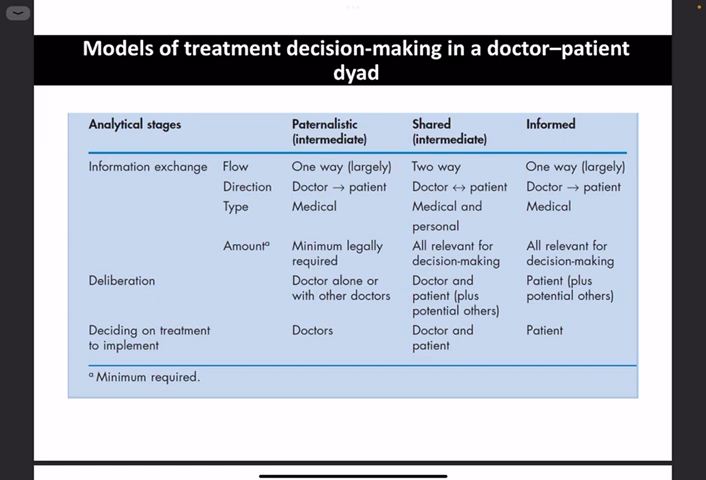 Models of treatment decision-making in a doctor–patient
dyad
Analytical stages Paternalistic Shared Informed
(intermediate) (intermediate)
Information exchange Flow One way (largely) Two way One way (largely)
Direction Doctor → patient Doctor ↔ patient Doctor → patient
Type Medical Medical and Medical
personal
Amountᵃ Minimum legally All relevant for All relevant for
required decision-making decision-making
Deliberation Doctor alone or Doctor and Patient (plus
with other doctors patient (plus potential others)
potential others)
Deciding on treatment Doctors Doctor and Patient
to implement patient
ᵃ Minimum required.